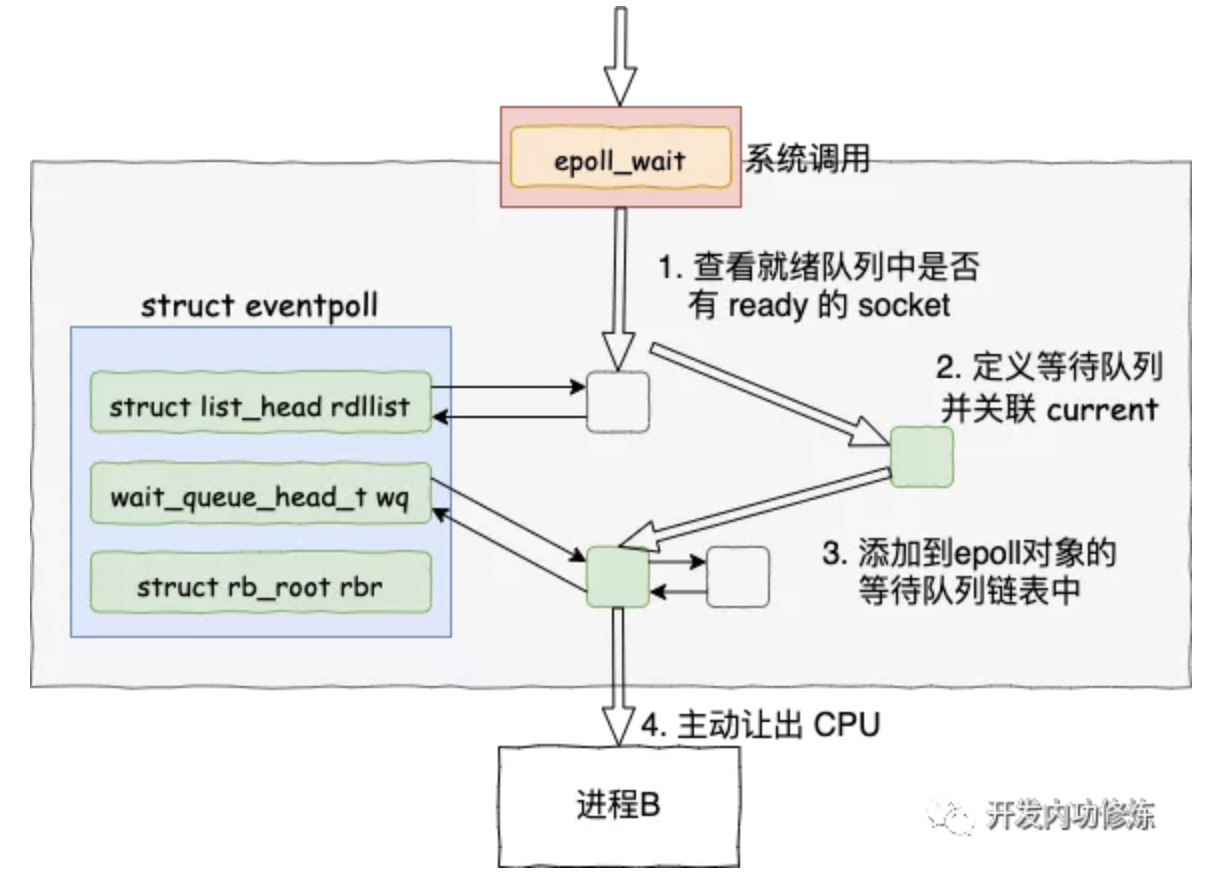 epoll_wait
系统调用
1. 查看就绪队列中是否
有 ready 的 socket
struct eventpoll
struct list_head rdllist
wait_queue_head_t wq
struct rb_root rbr
2. 定义等待队列
并关联 current
3. 添加到epoll对象的
等待队列链表中
4. 主动让出 CPU
进程B
开发内功修炼